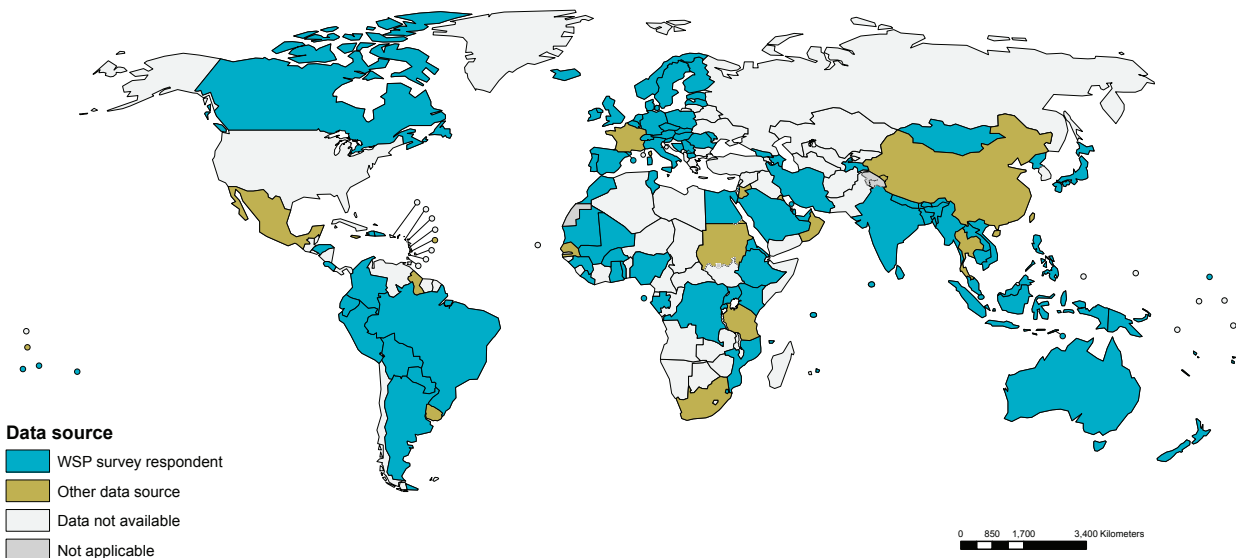 Data source
WSP survey respondent
Other data source
Data not available
Not applicable
0 850 1,700 3,400 Kilometers